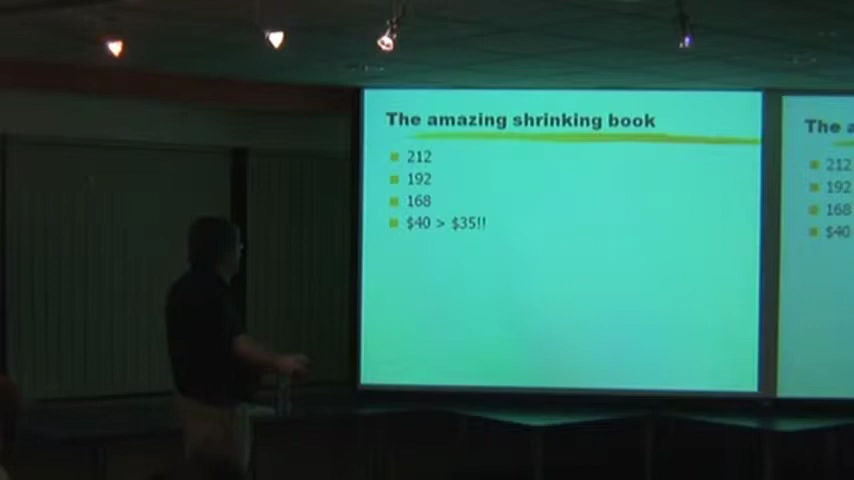 The amazing shrinking book
212
192
168
$40 > $35!!
The a
212
192
168
$40